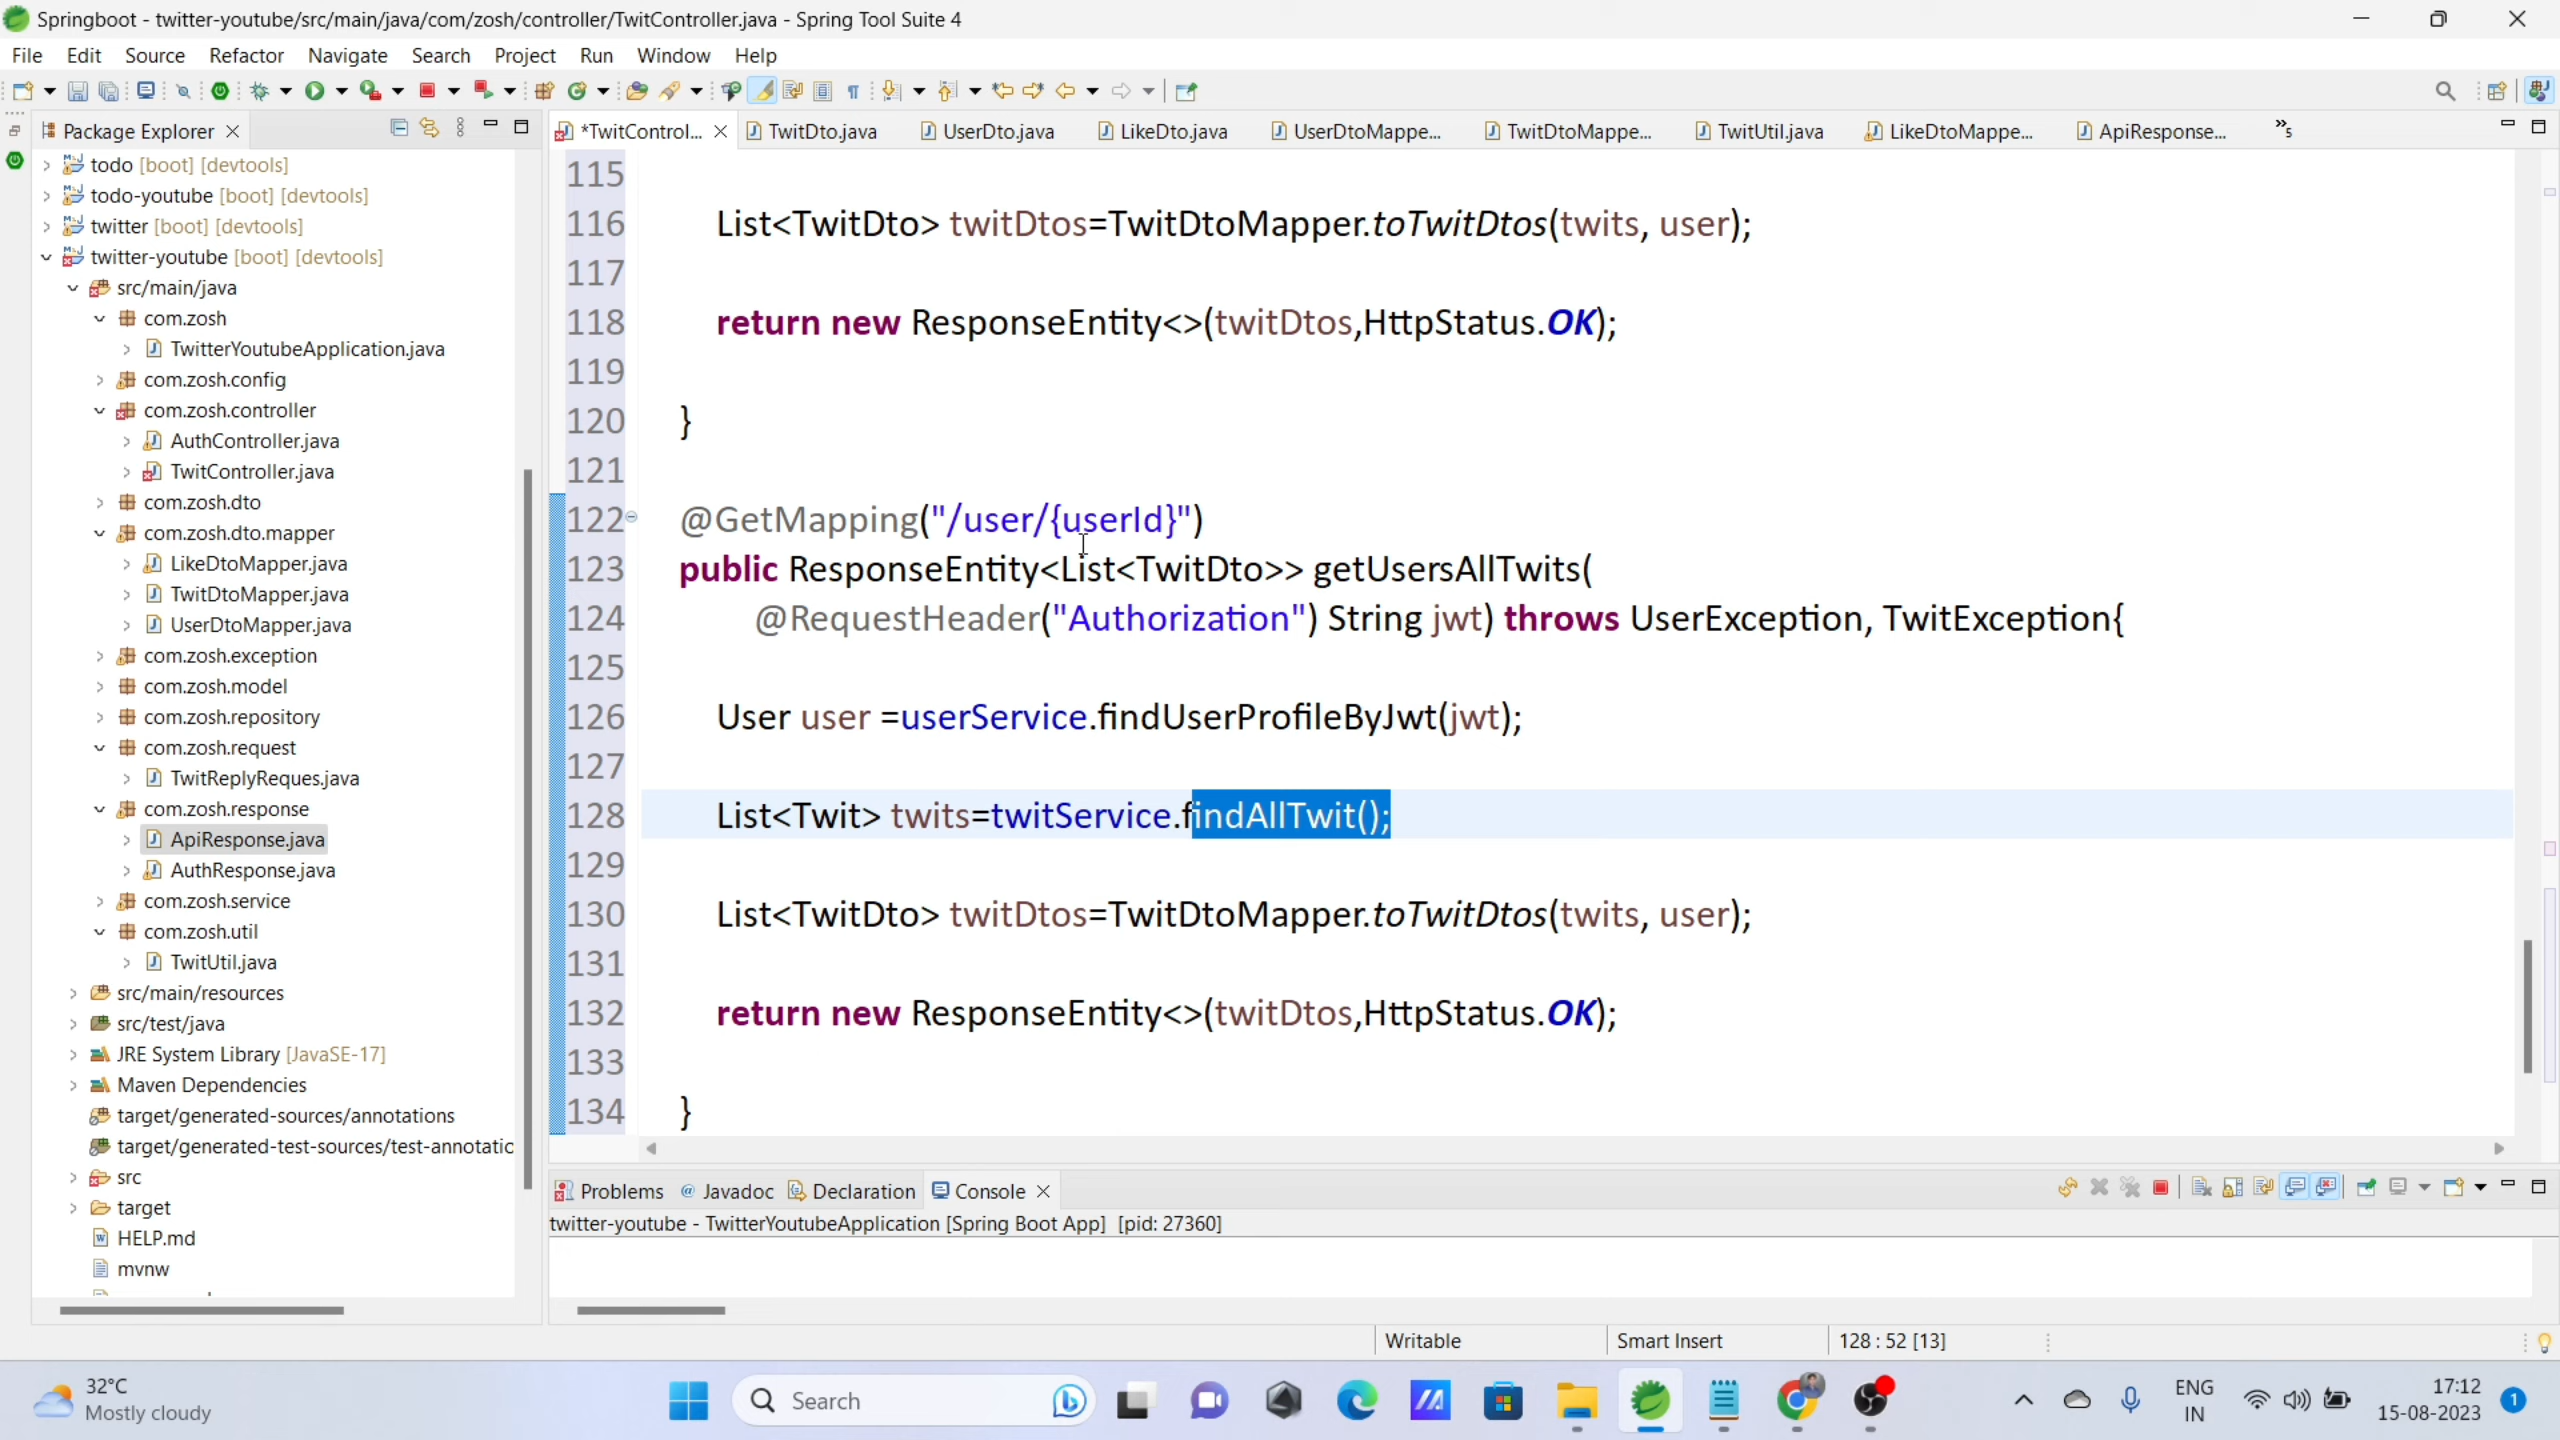 Springboot - twitter-youtube/src/main/java/com/zosh/controller/TwitController.java - Spring Tool Suite 4
File Edit Source Refactor Navigate Search Project Run Window Help
Package Explorer
todo [boot] [devtools]
todo-youtube [boot] [devtools]
twitter [boot] [devtools]
twitter-youtube [boot] [devtools]
src/main/java
com.zosh
TwitterYoutubeApplication.java
com.zosh.config
com.zosh.controller
AuthController.java
TwitController.java
com.zosh.dto
com.zosh.dto.mapper
LikeDtoMapper.java
TwitDtoMapper.java
UserDtoMapper.java
com.zosh.exception
com.zosh.model
com.zosh.repository
com.zosh.request
TwitReplyReques.java
com.zosh.response
ApiResponse.java
AuthResponse.java
com.zosh.service
com.zosh.util
TwitUtil.java
src/main/resources
src/test/java
JRE System Library [JavaSE-17]
Maven Dependencies
target/generated-sources/annotations
target/generated-test-sources/test-annotatic
src
target
HELP.md
mvnw
*TwitControl... TwitDto.java UserDto.java LikeDto.java UserDtoMappe... TwitDtoMappe... TwitUtil.java LikeDtoMappe... ApiResponse... »5
115
116 List<TwitDto> twitDtos=TwitDtoMapper.toTwitDtos(twits, user);
117
118 return new ResponseEntity<>(twitDtos,HttpStatus.OK);
119
120 }
121
122 @GetMapping("/user/{userId}")
123 public ResponseEntity<List<TwitDto>> getUsersAllTwits(
124 @RequestHeader("Authorization") String jwt) throws UserException, TwitException{
125
126 User user =userService.findUserProfileByJwt(jwt);
127
128 List<Twit> twits=twitService.findAllTwit();
129
130 List<TwitDto> twitDtos=TwitDtoMapper.toTwitDtos(twits, user);
131
132 return new ResponseEntity<>(twitDtos,HttpStatus.OK);
133
134 }
Problems @ Javadoc Declaration Console
twitter-youtube - TwitterYoutubeApplication [Spring Boot App] [pid: 27360]
Writable Smart Insert 128 : 52 [13]
32°C
Mostly cloudy
Search
ENG
IN
17:12
15-08-2023
1